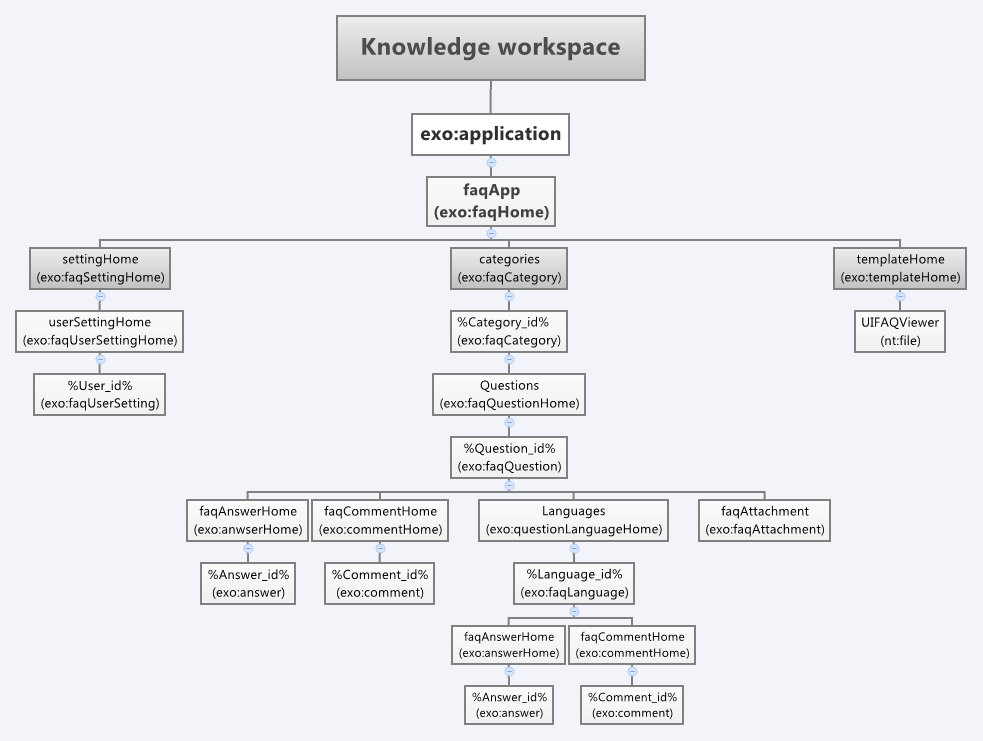 Knowledge workspace
exo:application
faqApp
(exo:faqHome)
settingHome
(exo:faqSettingHome)
categories
(exo:faqCategory)
templateHome
(exo:templateHome)
userSettingHome
(exo:faqUserSettingHome)
%Category_id%
(exo:faqCategory)
UIFAQViewer
(nt:file)
%User_id%
(exo:faqUserSetting)
Questions
(exo:faqQuestionHome)
%Question_id%
(exo:faqQuestion)
faqAnswerHome
(exo:anwserHome)
faqCommentHome
(exo:commentHome)
Languages
(exo:questionLanguageHome)
faqAttachment
(exo:faqAttachment)
%Answer_id%
(exo:answer)
%Comment_id%
(exo:comment)
%Language_id%
(exo:faqLanguage)
faqAnswerHome
(exo:answerHome)
faqCommentHome
(exo:commentHome)
%Answer_id%
(exo:answer)
%Comment_id%
(exo:comment)